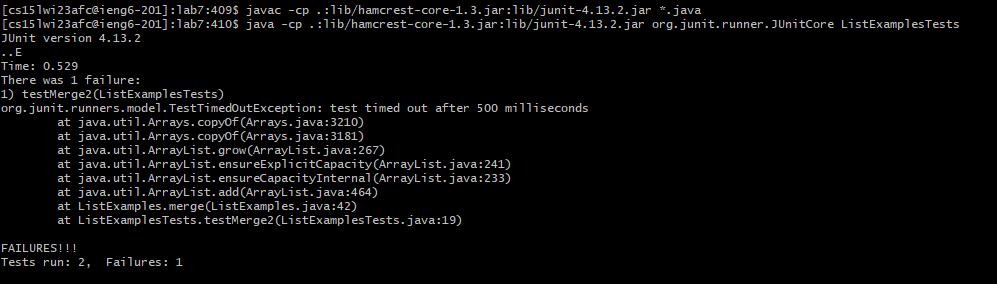 [cs15lwi23afc@ieng6-201]:lab7:409$ javac -cp .:lib/hamcrest-core-1.3.jar:lib/junit-4.13.2.jar *.java
[cs15lwi23afc@ieng6-201]:lab7:410$ java -cp .:lib/hamcrest-core-1.3.jar:lib/junit-4.13.2.jar org.junit.runner.JUnitCore ListExamplesTests
JUnit version 4.13.2
..E
Time: 0.529
There was 1 failure:
1) testMerge2(ListExamplesTests)
org.junit.runners.model.TestTimedOutException: test timed out after 500 milliseconds
        at java.util.Arrays.copyOf(Arrays.java:3210)
        at java.util.Arrays.copyOf(Arrays.java:3181)
        at java.util.ArrayList.grow(ArrayList.java:267)
        at java.util.ArrayList.ensureExplicitCapacity(ArrayList.java:241)
        at java.util.ArrayList.ensureCapacityInternal(ArrayList.java:233)
        at java.util.ArrayList.add(ArrayList.java:464)
        at ListExamples.merge(ListExamples.java:42)
        at ListExamplesTests.testMerge2(ListExamplesTests.java:19)

FAILURES!!!
Tests run: 2,  Failures: 1